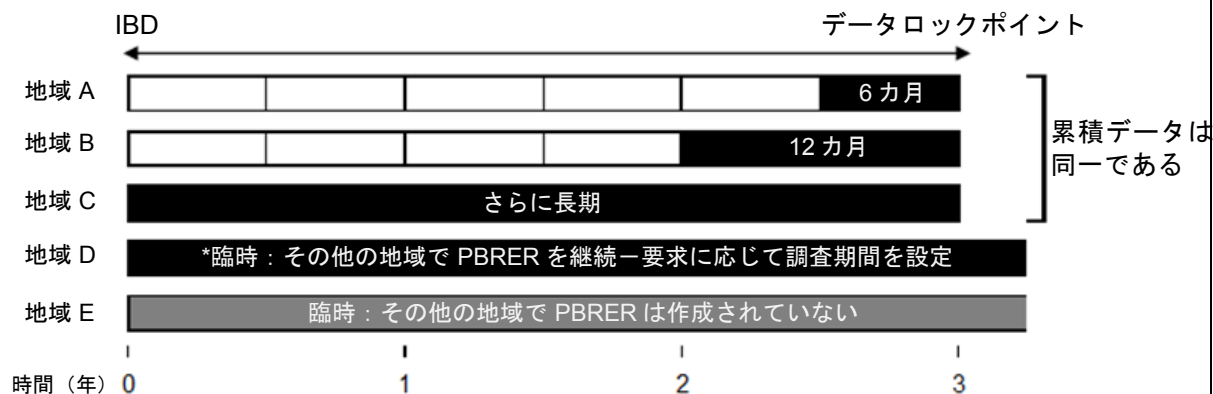 IBD
データロックポイント
地域 A
6 カ月
地域 B
12 カ月
累積データは
同一である
地域 C
さらに長期
地域 D
*臨時：その他の地域で PBRER を継続－要求に応じて調査期間を設定
地域 E
臨時：その他の地域で PBRER は作成されていない
時間（年） 0 1 2 3